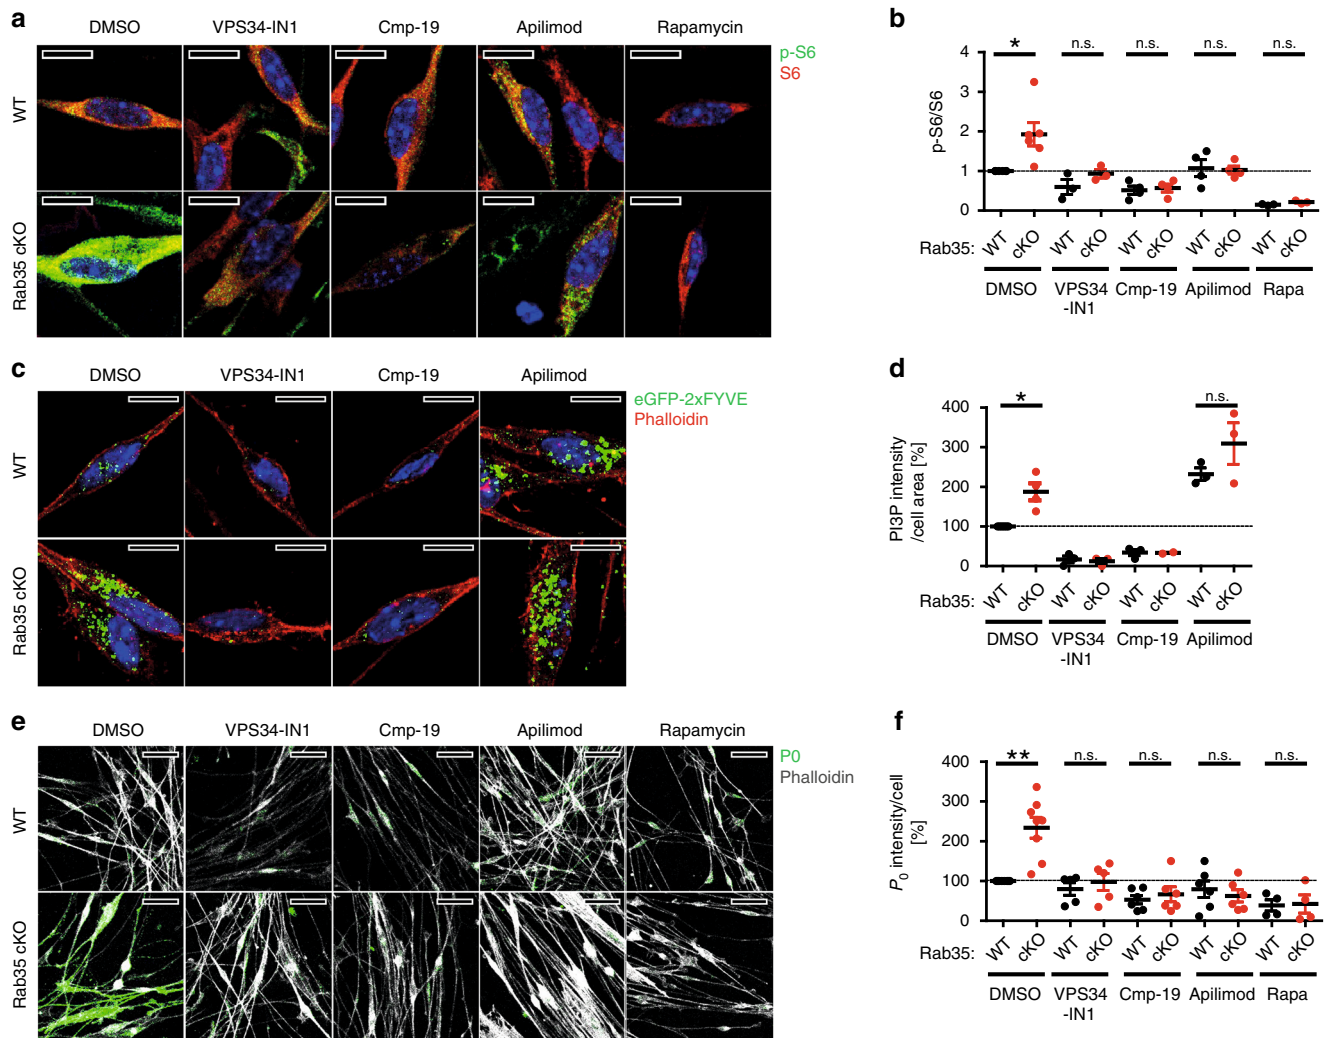 a
DMSO VPS34-IN1 Cmp-19 Apilimod Rapamycin
p-S6
S6
WT
Rab35 cKO
b
p-S6/S6
4
3
2
1
0
* n.s. n.s. n.s. n.s.
Rab35: WT cKO WT cKO WT cKO WT cKO WT cKO
DMSO VPS34 Cmp-19 Apilimod Rapa
-IN1
c
DMSO VPS34-IN1 Cmp-19 Apilimod
eGFP-2xFYVE
Phalloidin
WT
Rab35 cKO
d
PI3P intensity
/cell area [%]
400
300
200
100
0
* n.s.
Rab35: WT cKO WT cKO WT cKO WT cKO
DMSO VPS34 Cmp-19 Apilimod
-IN1
e
DMSO VPS34-IN1 Cmp-19 Apilimod Rapamycin
P0
Phalloidin
WT
Rab35 cKO
f
P0 intensity/cell
[%]
400
300
200
100
0
** n.s. n.s. n.s. n.s.
Rab35: WT cKO WT cKO WT cKO WT cKO WT cKO
DMSO VPS34 Cmp-19 Apilimod Rapa
-IN1